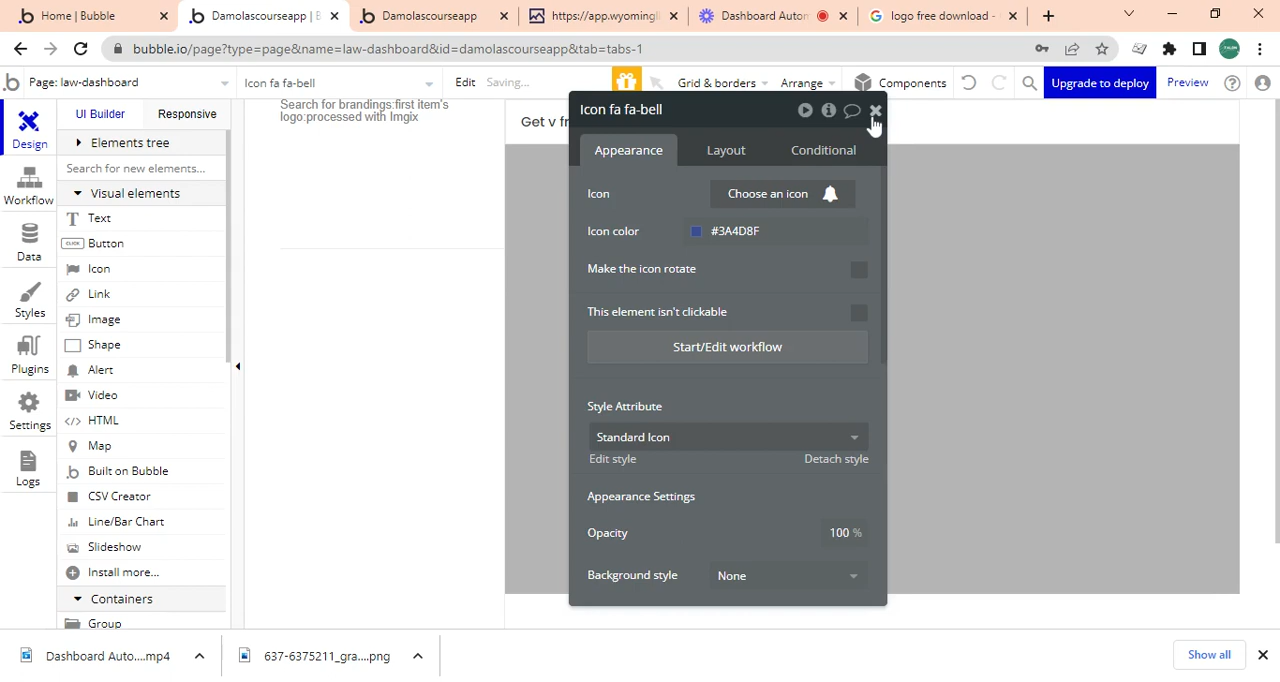 Home | Bubble
Damolascourseapp | B
Damolascourseapp
https://app.wyomingli
Dashboard Autom
logo free download -
bubble.io/page?type=page&name=law-dashboard&id=damolascourseapp&tab=tabs-1
Page: law-dashboard
Icon fa fa-bell
Edit
Saving...
Grid & borders
Arrange
Components
Upgrade to deploy
Preview
Design
Workflow
Data
Styles
Plugins
Settings
Logs
UI Builder
Responsive
Elements tree
Search for new elements...
Visual elements
Text
CLICK
Button
Icon
Link
Image
Shape
Alert
Video
HTML
Map
Built on Bubble
CSV Creator
Line/Bar Chart
Slideshow
Install more...
Containers
Group
Search for brandings:first item's
logo:processed with Imgix
Get v fr
Icon fa fa-bell
Appearance
Layout
Conditional
Icon
Choose an icon
Icon color
#3A4D8F
Make the icon rotate
This element isn't clickable
Start/Edit workflow
Style Attribute
Standard Icon
Edit style
Detach style
Appearance Settings
Opacity
100 %
Background style
None
Dashboard Auto....mp4
637-6375211_gra....png
Show all